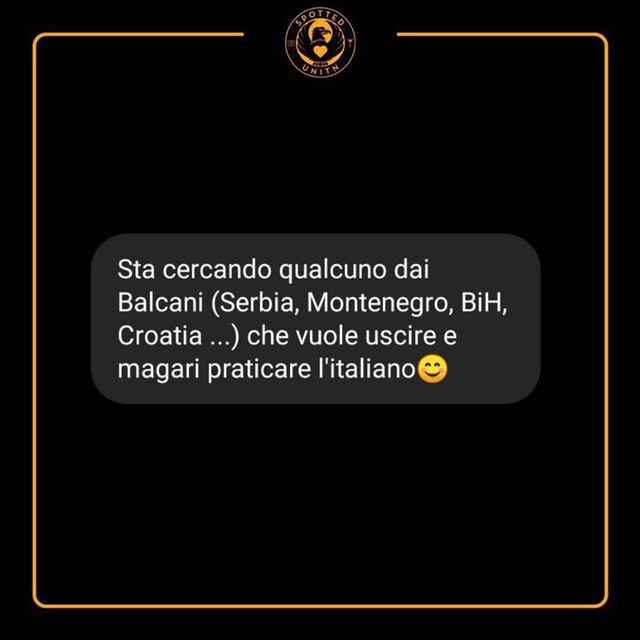 SPOTTED
UNITN
Sta cercando qualcuno dai
Balcani (Serbia, Montenegro, BiH,
Croatia ...) che vuole uscire e
magari praticare l'italiano😊